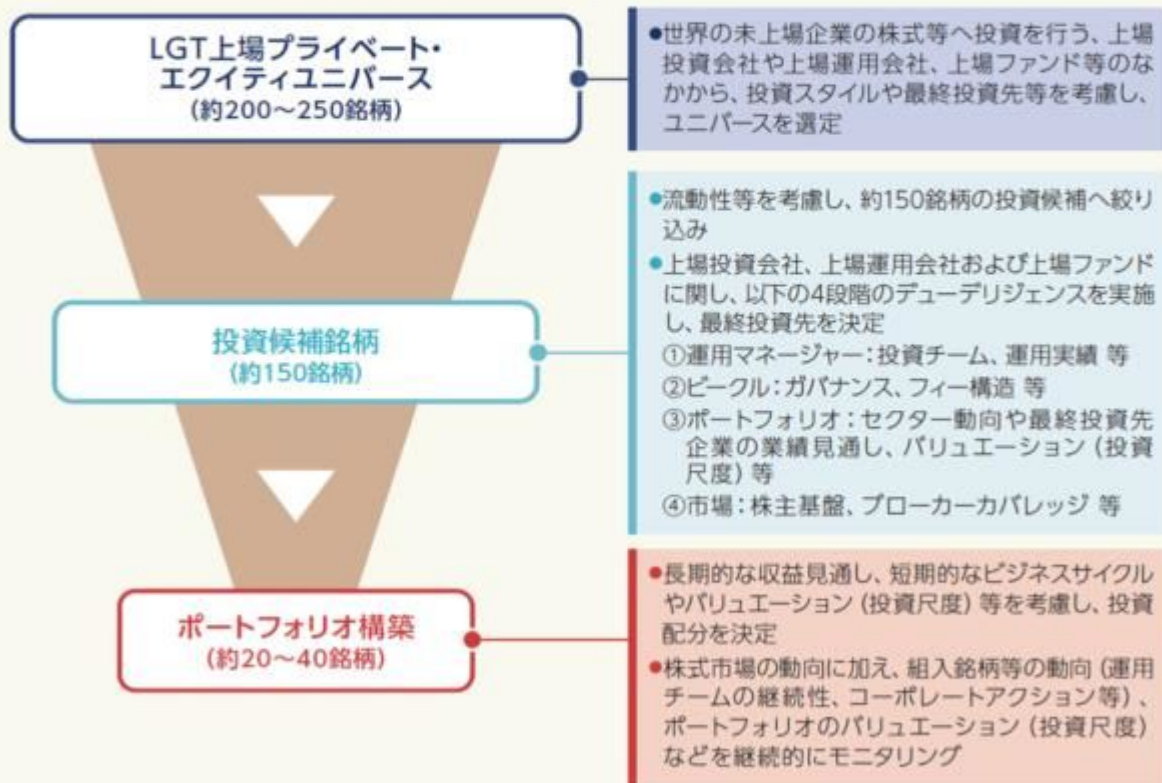 LGT上場プライベート・
エクイティユニバース
(約200～250銘柄)
●世界の未上場企業の株式等へ投資を行う、上場
投資会社や上場運用会社、上場ファンド等のな
かから、投資スタイルや最終投資先等を考慮し、
ユニバースを選定
投資候補銘柄
(約150銘柄)
●流動性等を考慮し、約150銘柄の投資候補へ絞り
込み
●上場投資会社、上場運用会社および上場ファンド
に関し、以下の4段階のデューデリジェンスを実施
し、最終投資先を決定
①運用マネージャー：投資チーム、運用実績 等
②ビークル：ガバナンス、フィー構造 等
③ポートフォリオ：セクター動向や最終投資先
企業の業績見通し、バリュエーション（投資
尺度）等
④市場：株主基盤、ブローカーカバレッジ 等
ポートフォリオ構築
(約20～40銘柄)
●長期的な収益見通し、短期的なビジネスサイクル
やバリュエーション（投資尺度）等を考慮し、投資
配分を決定
●株式市場の動向に加え、組入銘柄等の動向（運用
チームの継続性、コーポレートアクション等）、
ポートフォリオのバリュエーション（投資尺度）
などを継続的にモニタリング